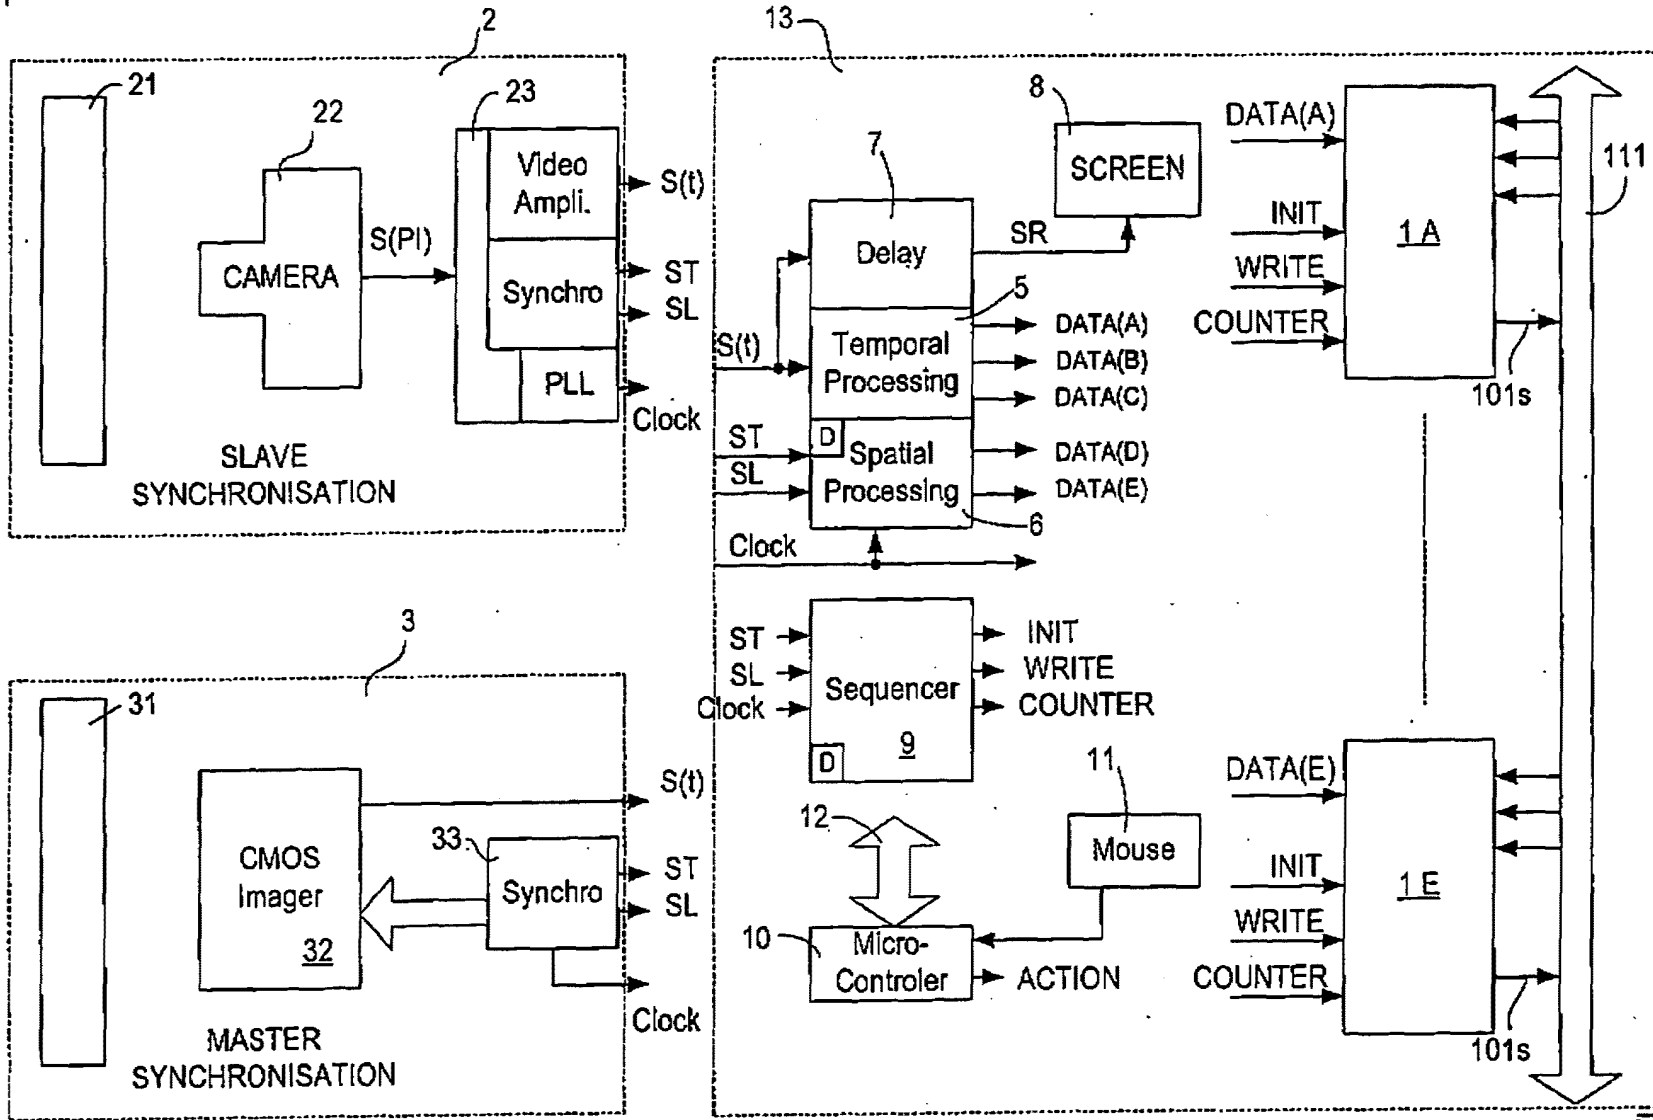 2
21
22
23
Video
Ampli.
S(t)
S(PI)
CAMERA
Synchro
ST
SL
PLL
Clock
SLAVE
SYNCHRONISATION
3
31
S(t)
33
CMOS
Imager
32
Synchro
ST
SL
Clock
MASTER
SYNCHRONISATION
13
8
SCREEN
7
Delay
SR
5
S(t)
Temporal
Processing
DATA(A)
DATA(B)
DATA(C)
ST
D
Spatial
Processing
SL
DATA(D)
DATA(E)
6
Clock
ST
SL
Clock
Sequencer
9
D
INIT
WRITE
COUNTER
12
11
Mouse
10
Micro-
Controler
ACTION
DATA(A)
INIT
WRITE
COUNTER
1A
101s
111
DATA(E)
INIT
WRITE
COUNTER
1E
101s